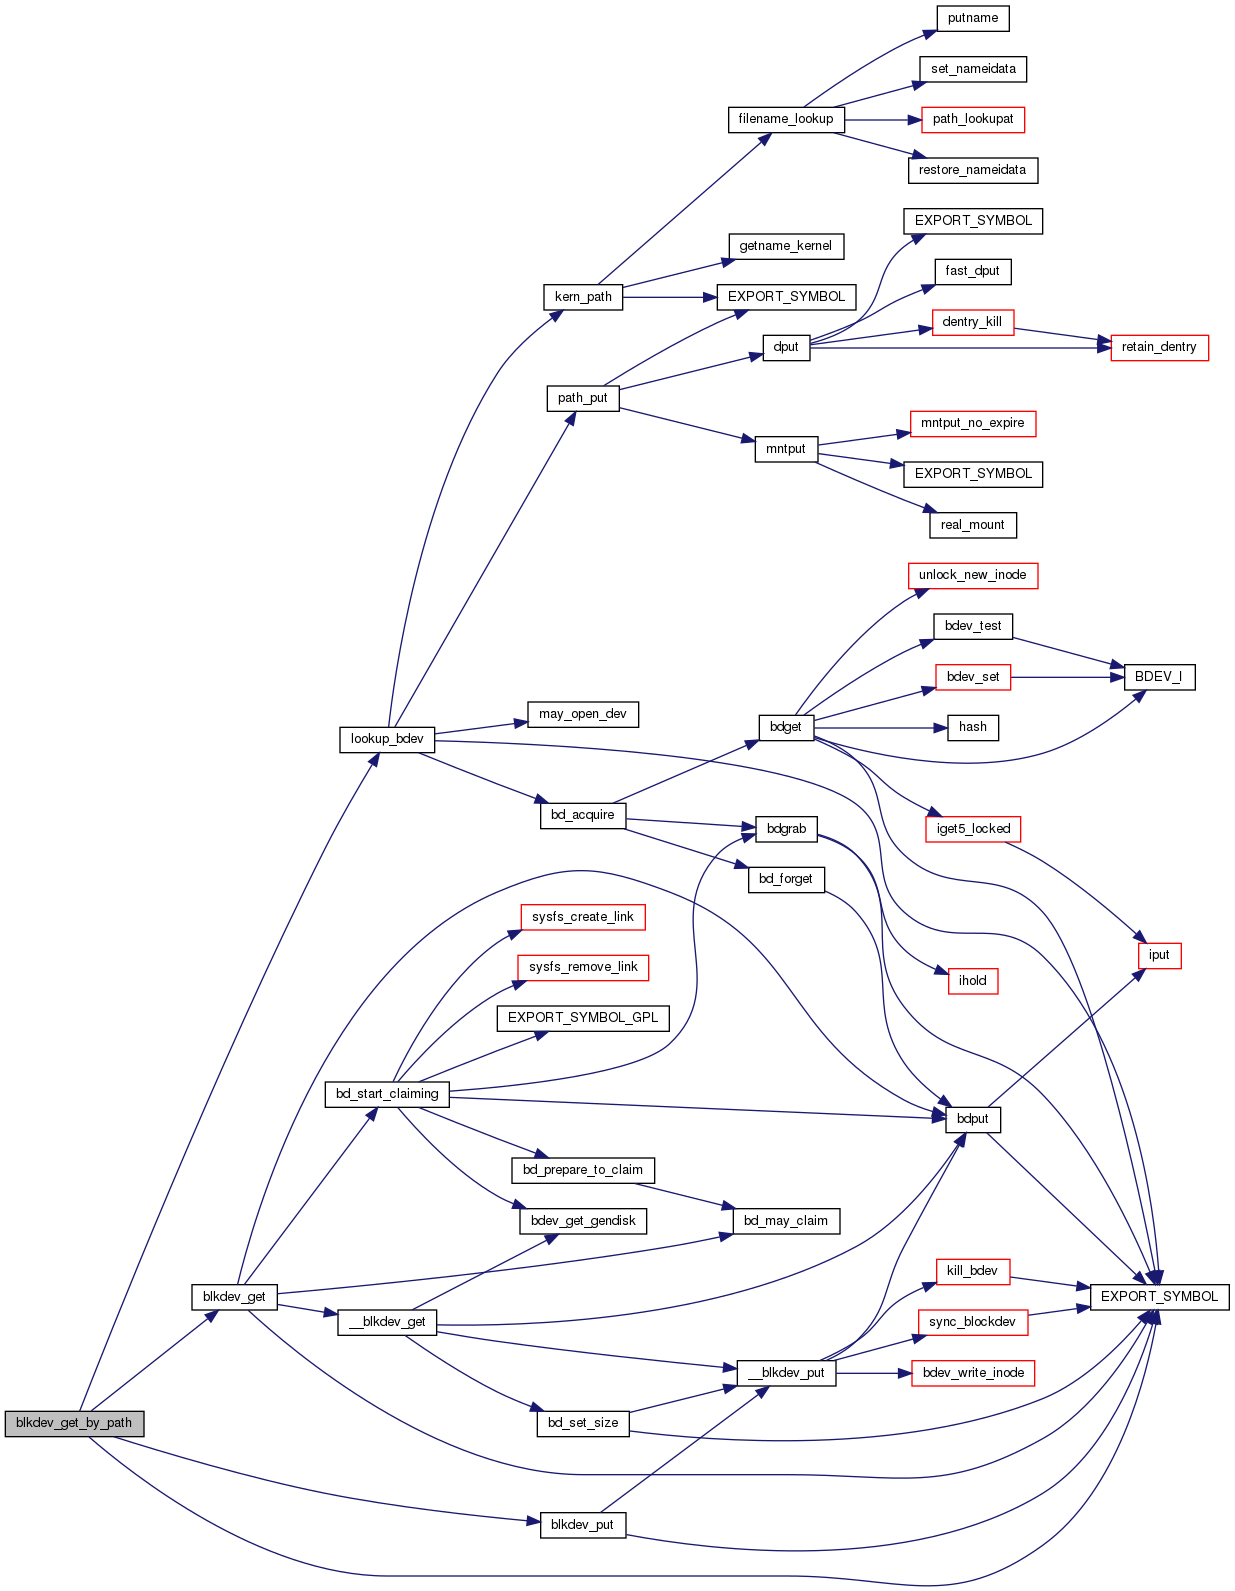 putname
set_nameidata
filename_lookup
path_lookupat
restore_nameidata
EXPORT_SYMBOL
getname_kernel
fast_dput
kern_path
EXPORT_SYMBOL
dentry_kill
dput
retain_dentry
path_put
mntput_no_expire
mntput
EXPORT_SYMBOL
real_mount
unlock_new_inode
bdev_test
bdev_set
BDEV_I
may_open_dev
bdget
hash
lookup_bdev
bd_acquire
bdgrab
iget5_locked
bd_forget
sysfs_create_link
iput
sysfs_remove_link
ihold
EXPORT_SYMBOL_GPL
bd_start_claiming
bdput
bd_prepare_to_claim
bdev_get_gendisk
bd_may_claim
kill_bdev
blkdev_get
EXPORT_SYMBOL
__blkdev_get
sync_blockdev
__blkdev_put
bdev_write_inode
blkdev_get_by_path
bd_set_size
blkdev_put